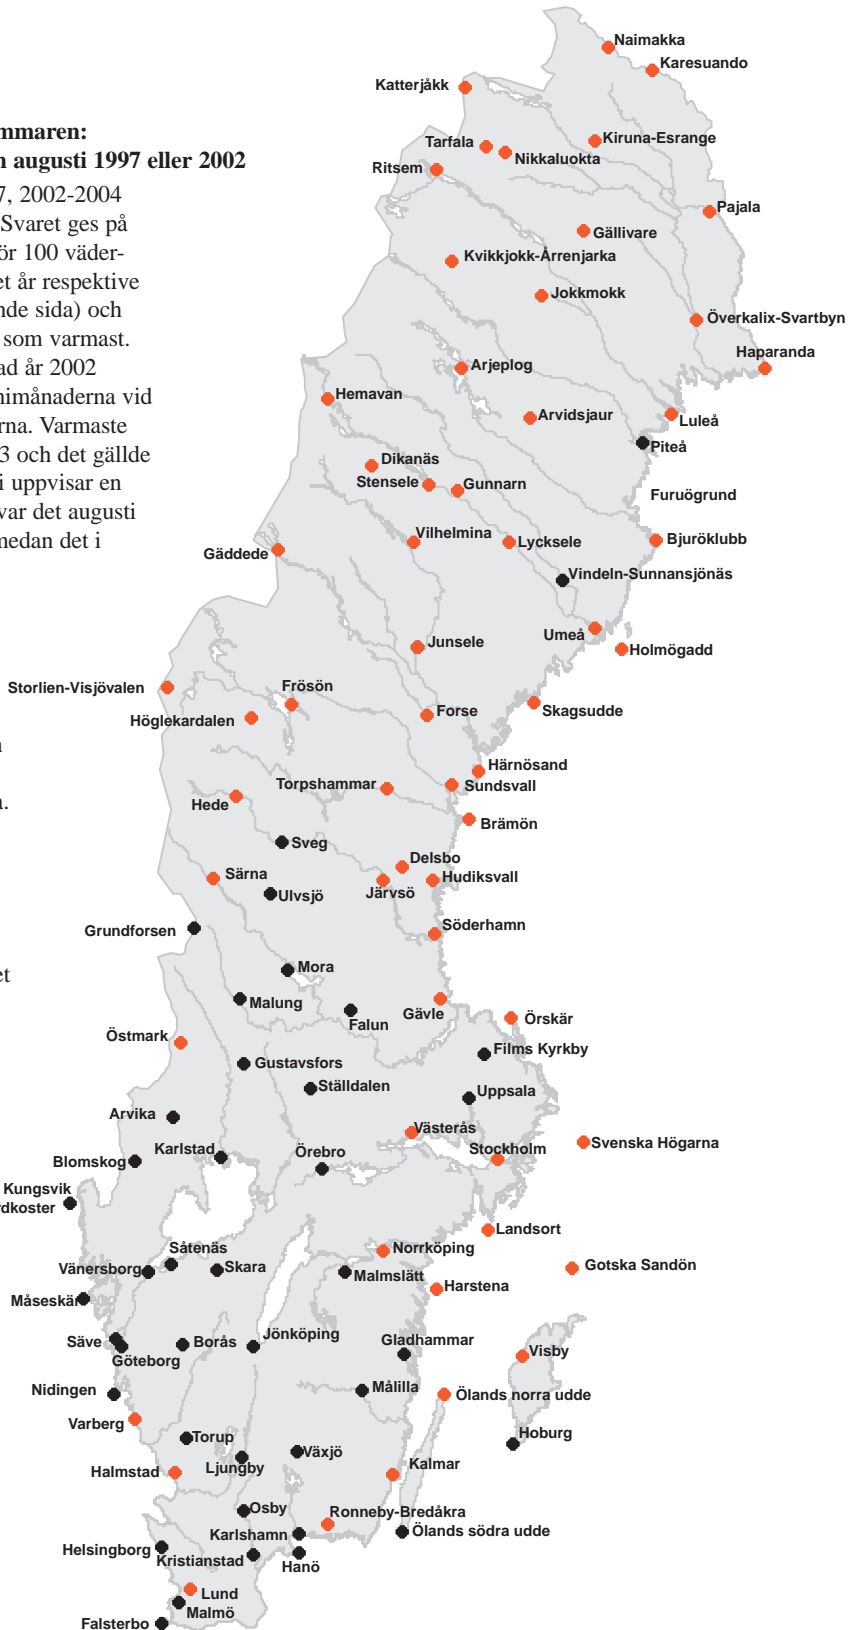 mmaren:
n augusti 1997 eller 2002
7, 2002-2004
Svaret ges på
ör 100 väder-
et år respektive
nde sida) och
som varmast.
ad år 2002
nimånaderna vid
rna. Varmaste
3 och det gällde
i uppvisar en
var det augusti
medan det i
n
a.
et
Naimakka
Karesuando
Katterjåkk
Tarfala
Kiruna-Esrange
Nikkaluokta
Ritsem
Pajala
Gällivare
Kvikkjokk-Årrenjarka
Jokkmokk
Överkalix-Svartbyn
Haparanda
Arjeplog
Hemavan
Arvidsjaur
Luleå
Piteå
Dikanäs
Stensele
Gunnarn
Furuögrund
Vilhelmina
Lycksele
Bjuröklubb
Gäddede
Vindeln-Sunnansjönäs
Umeå
Junsele
Holmögadd
Storlien-Visjövalen
Frösön
Höglekardalen
Forse
Skagsudde
Härnösand
Torpshammar
Sundsvall
Hede
Brämön
Sveg
Delsbo
Särna
Järvsö
Hudiksvall
Ulvsjö
Grundforsen
Söderhamn
Mora
Malung
Falun
Gävle
Örskär
Östmark
Films Kyrkby
Gustavsfors
Ställdalen
Uppsala
Arvika
Västerås
Svenska Högarna
Karlstad
Örebro
Stockholm
Blomskog
Kungsvik
rdkoster
Landsort
Såtenäs
Norrköping
Vänersborg
Skara
Malmslätt
Gotska Sandön
Måseskär
Harstena
Säve
Borås
Jönköping
Gladhammar
Göteborg
Visby
Nidingen
Målilla
Ölands norra udde
Varberg
Torup
Växjö
Hoburg
Ljungby
Kalmar
Halmstad
Osby
Ronneby-Bredåkra
Karlshamn
Ölands södra udde
Helsingborg
Kristianstad
Hanö
Lund
Malmö
Falsterbo